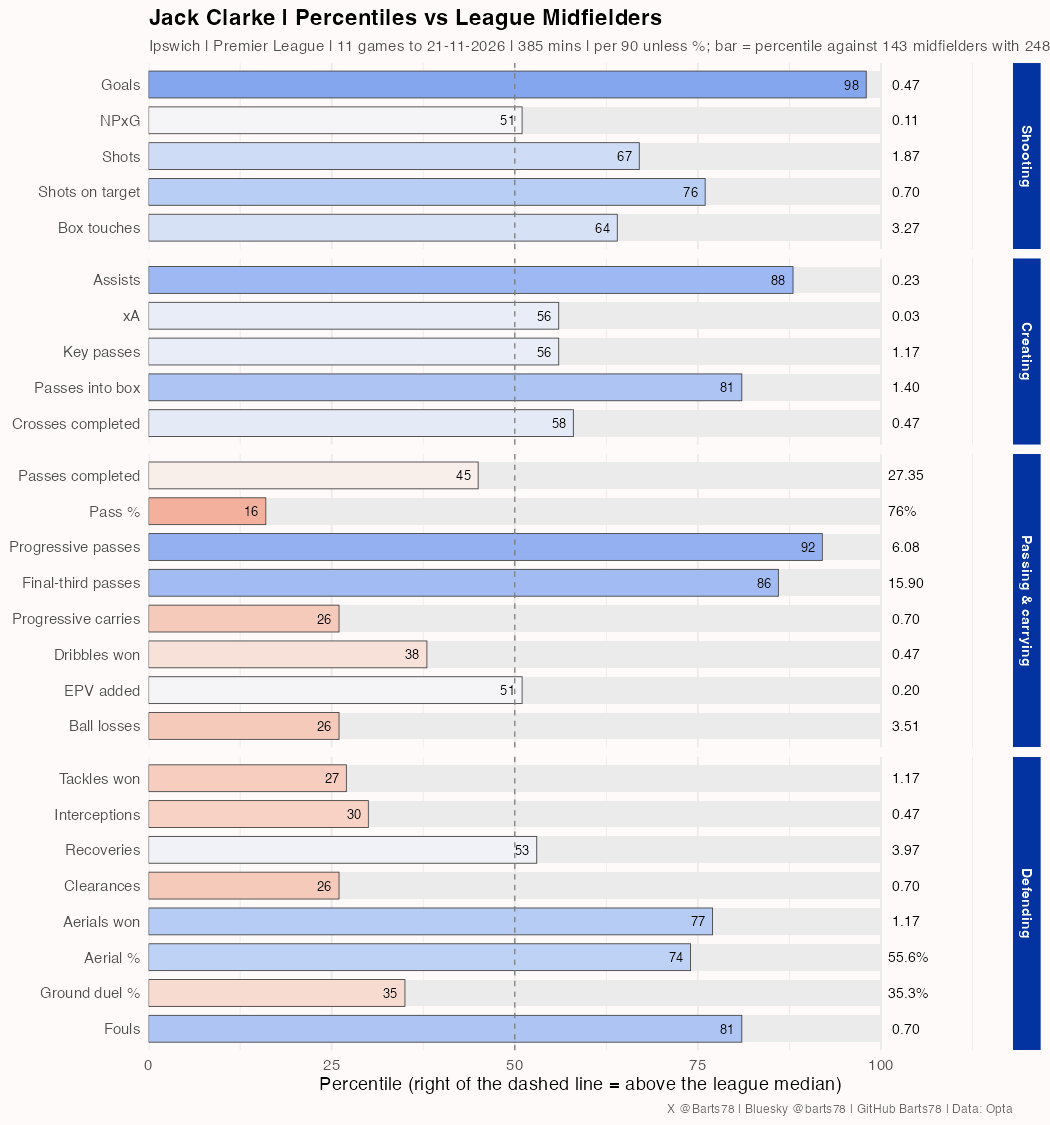 Jack Clarke | Percentiles vs League Midfielders
Ipswich | Premier League | 11 games to 21-11-2026 | 385 mins | per 90 unless %; bar = percentile against 143 midfielders with 248
Goals 98 0.47
NPxG 51 0.11
Shots 67 1.87
Shots on target 76 0.70
Box touches 64 3.27
Shooting
Assists 88 0.23
xA 56 0.03
Key passes 56 1.17
Passes into box 81 1.40
Crosses completed 58 0.47
Creating
Passes completed 45 27.35
Pass % 16 76%
Progressive passes 92 6.08
Final-third passes 86 15.90
Progressive carries 26 0.70
Dribbles won 38 0.47
EPV added 51 0.20
Ball losses 26 3.51
Passing & carrying
Tackles won 27 1.17
Interceptions 30 0.47
Recoveries 53 3.97
Clearances 26 0.70
Aerials won 77 1.17
Aerial % 74 55.6%
Ground duel % 35 35.3%
Fouls 81 0.70
Defending
0 25 50 75 100
Percentile (right of the dashed line = above the league median)
X @Barts78 | Bluesky @barts78 | GitHub Barts78 | Data: Opta